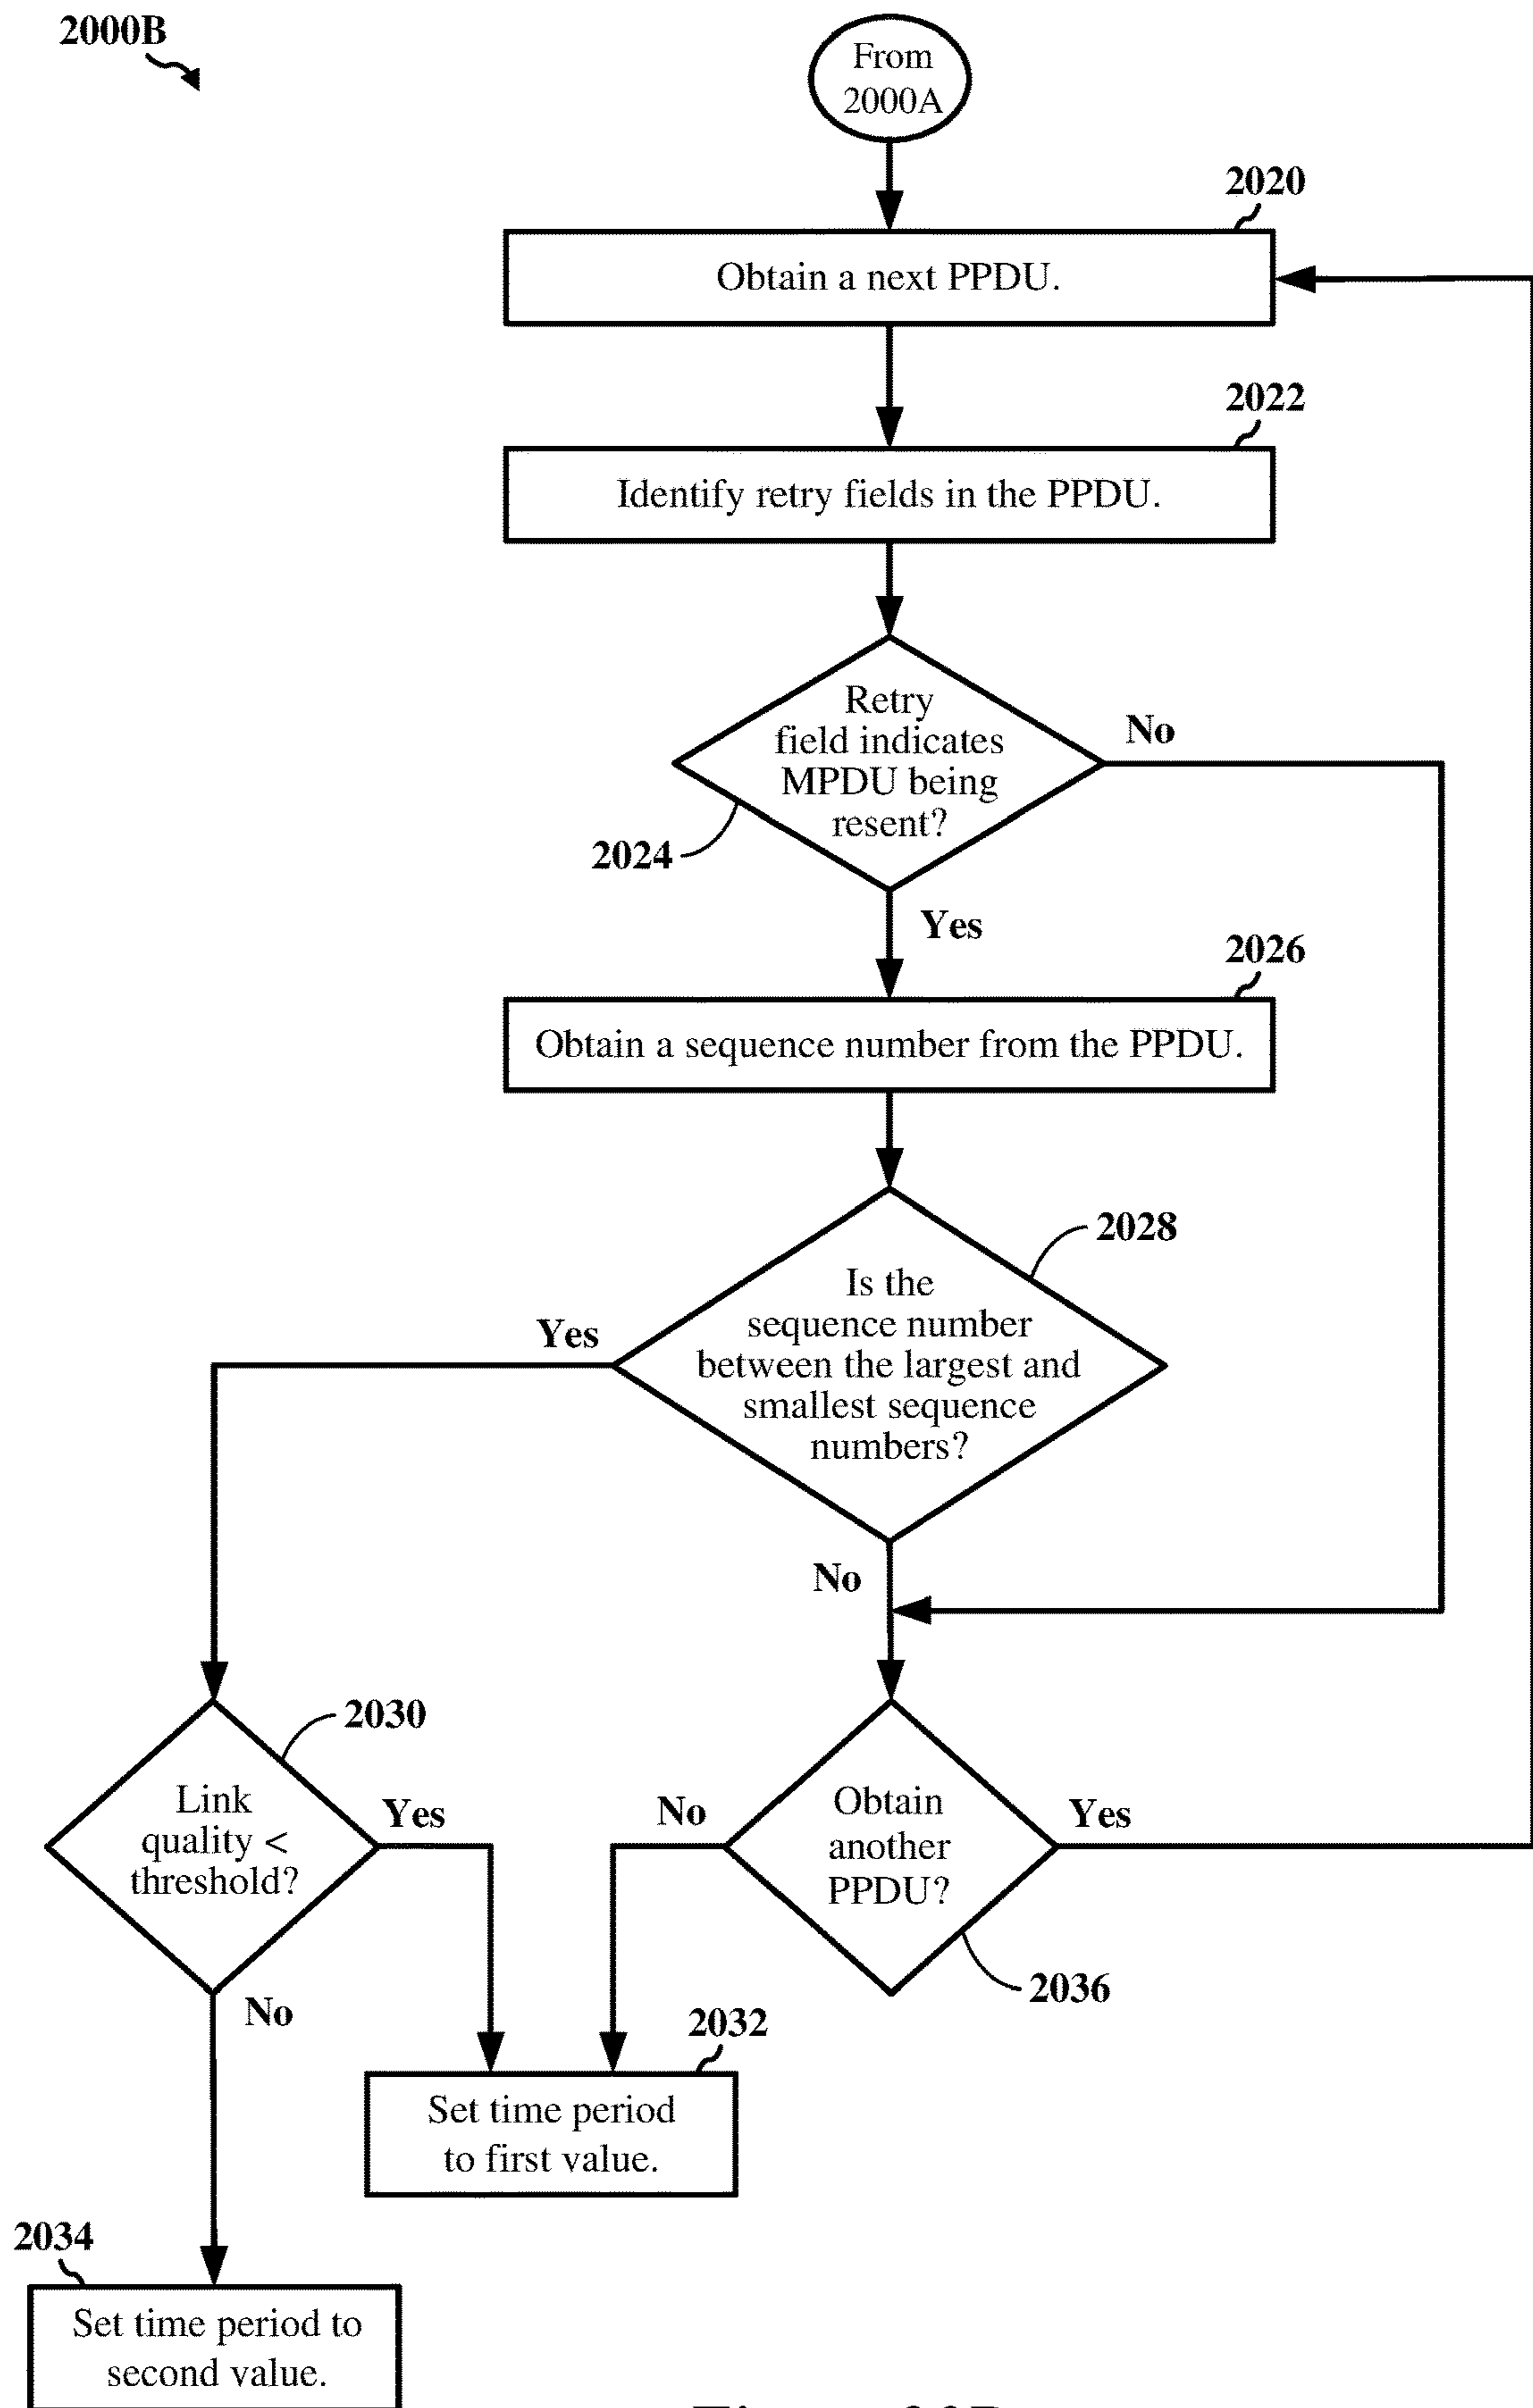 2000B
From
2000A
2020
Obtain a next PPDU.
2022
Identify retry fields in the PPDU.
Retry
field indicates
MPDU being
resent?
No
2024
Yes
2026
Obtain a sequence number from the PPDU.
2028
Is the
sequence number
between the largest and
smallest sequence
numbers?
Yes
No
2030
Link
quality <
threshold?
Yes
No
Obtain
another
PPDU?
No
Yes
2036
2032
Set time period
to first value.
2034
Set time period to
second value.